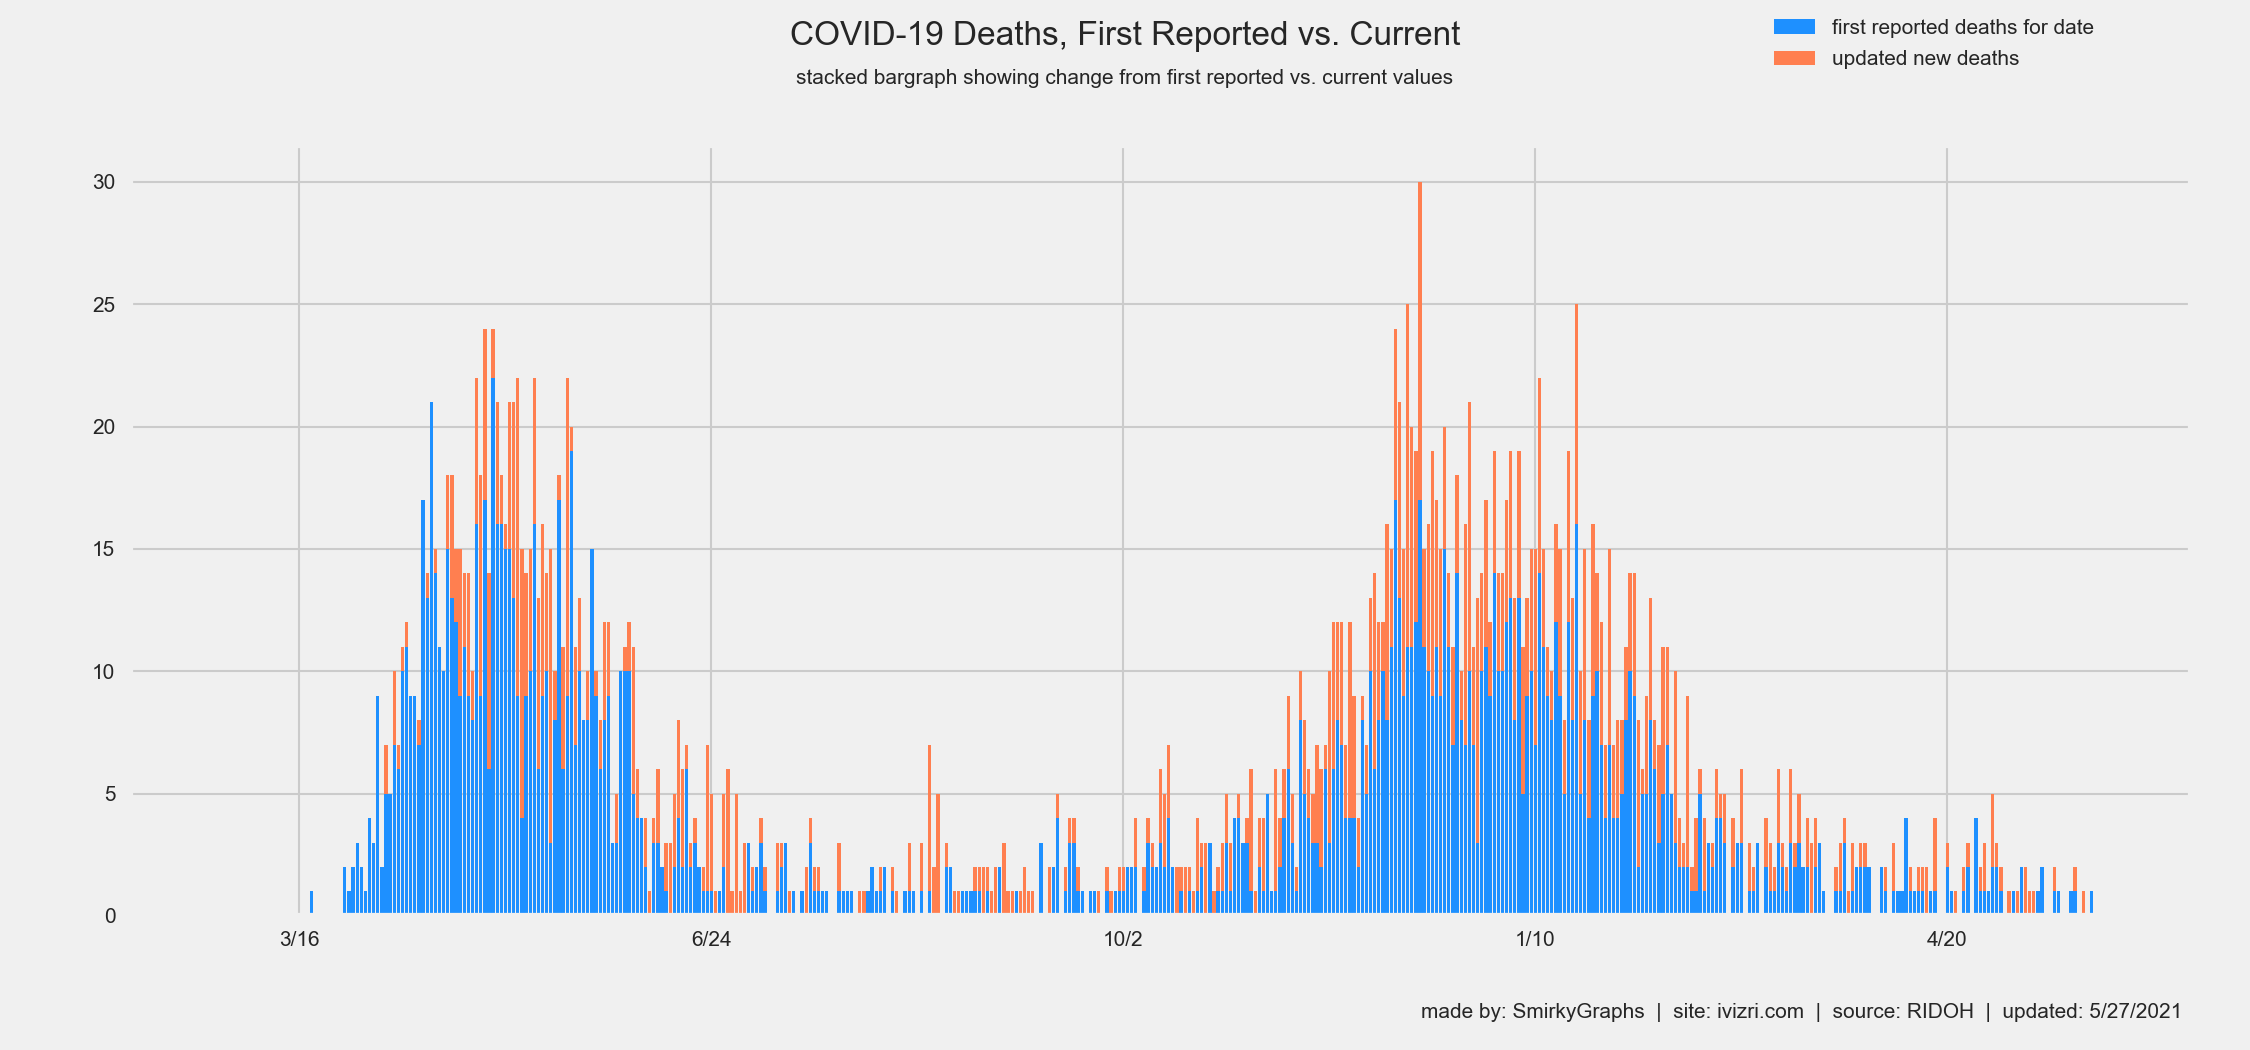 COVID-19 Deaths, First Reported vs. Current
stacked bargraph showing change from first reported vs. current values
first reported deaths for date
updated new deaths
30
25
20
15
10
5
0
3/16
6/24
10/2
1/10
4/20
made by: SmirkyGraphs | site: ivizri.com | source: RIDOH | updated: 5/27/2021